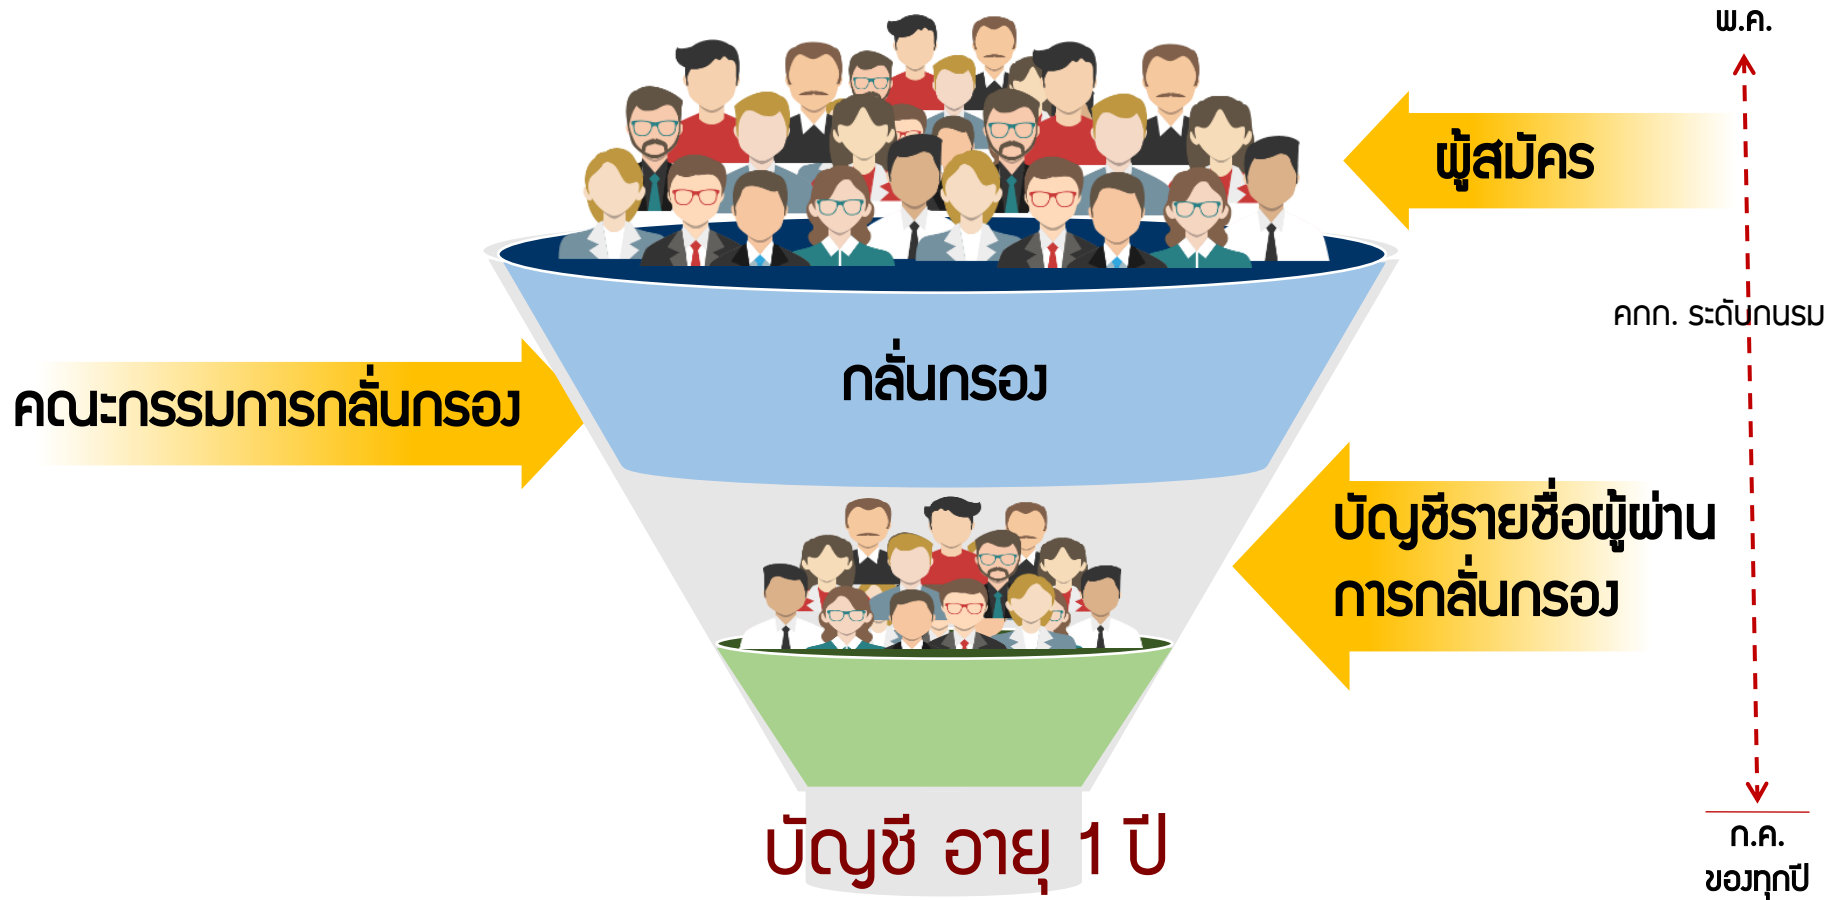 พ.ค.
ผู้สมัคร
คกก. ระดับกนรม
กลั่นกรอง
คณะกรรมการกลั่นกรอง
บัญชีรายชื่อผู้ผ่าน
การกลั่นกรอง
บัญชี อายุ 1 ปี
ก.ค.
ของทุกปี